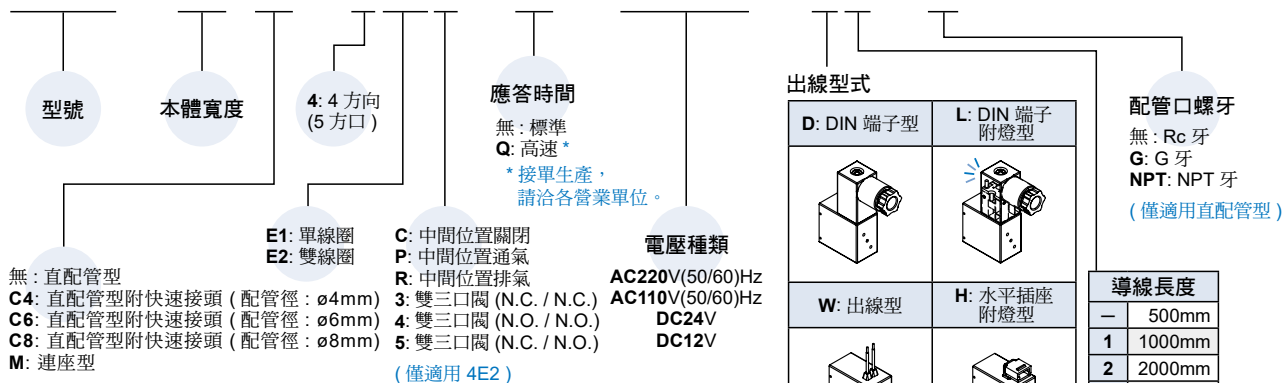 型號
本體寬度
4: 4 方向
(5 方口 )
應答時間
無 : 標準
Q: 高速 *
* 接單生產，
請洽各營業單位。
無 : 直配管型
C4: 直配管型附快速接頭 ( 配管徑 : ø4mm)
C6: 直配管型附快速接頭 ( 配管徑 : ø6mm)
C8: 直配管型附快速接頭 ( 配管徑 : ø8mm)
M: 連座型
E1: 單線圈
E2: 雙線圈
C: 中間位置關閉
P: 中間位置通氣
R: 中間位置排氣
3: 雙三口閥 (N.C. / N.C.)
4: 雙三口閥 (N.O. / N.O.)
5: 雙三口閥 (N.C. / N.O.)
( 僅適用 4E2 )
電壓種類
AC220V(50/60)Hz
AC110V(50/60)Hz
DC24V
DC12V
出線型式
D: DIN 端子型
L: DIN 端子
附燈型
W: 出線型
H: 水平插座
附燈型
導線長度
— 500mm
1 1000mm
2 2000mm
配管口螺牙
無 : Rc 牙
G: G 牙
NPT: NPT 牙
( 僅適用直配管型 )